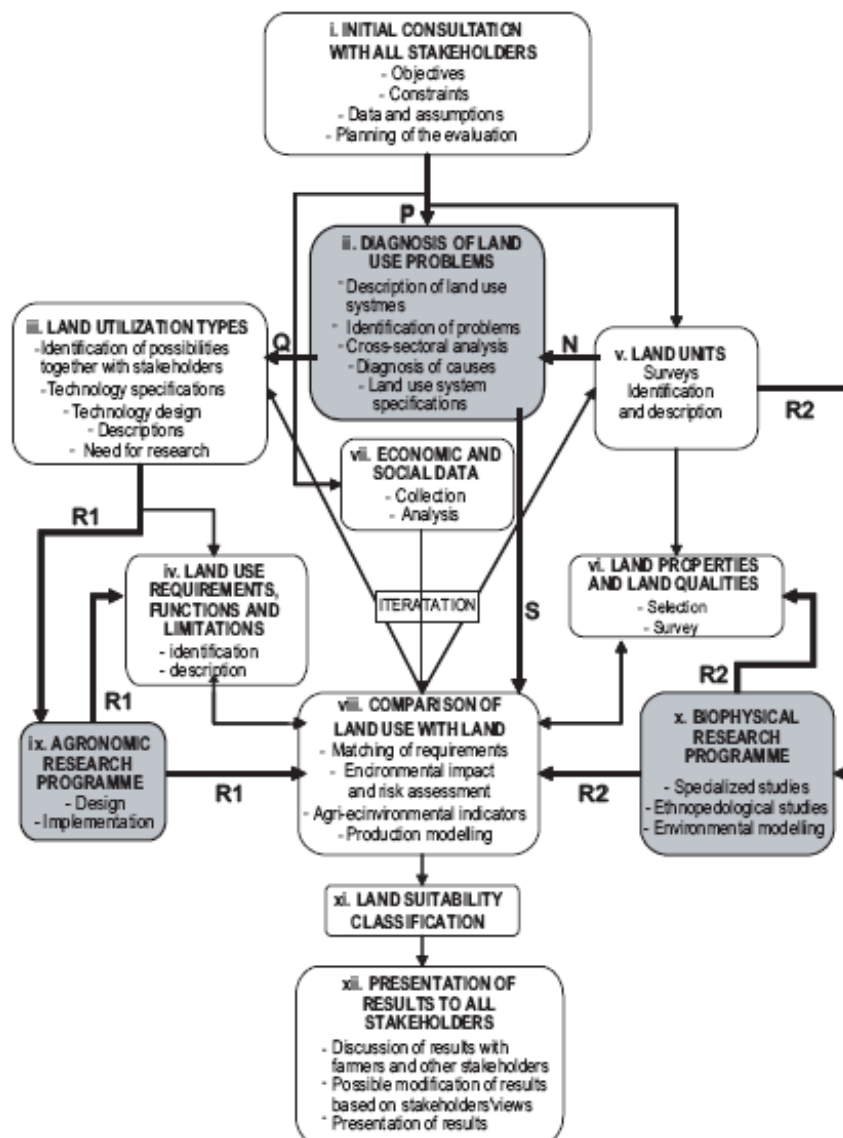 i. INITIAL CONSULTATION
WITH ALL STAKEHOLDERS
- Objectives
- Constraints
- Data and assumptions
- Planning of the evaluation
P
ii. DIAGNOSIS OF LAND
USE PROBLEMS
- Description of land use
systmes
- Identification of problems
- Cross-sectoral analysis
- Diagnosis of causes
- Land use system
specifications
Q
N
iii. LAND UTILIZATION TYPES
-Identification of possibilities
together with stakeholders
- Technology specifications
- Technology design
- Descriptions
- Need for research
v. LAND UNITS
Surveys
Identification
and description
R2
vii. ECONOMIC AND
SOCIAL DATA
- Collection
- Analysis
R1
iv. LAND USE
REQUIREMENTS,
FUNCTIONS AND
LIMITATIONS
- identification
- description
ITERATATION
S
vi. LAND PROPERTIES
AND LAND QUALITIES
- Selection
- Survey
R1
R2
viii. COMPARISON OF
LAND USE WITH LAND
- Matching of requirements
- Encironmental impact
and risk assessment
- Agri-ecinvironmental indicators
- Production modelling
ix. AGRONOMIC
RESEARCH
PROGRAMME
- Design
- Implementation
R1
R2
x. BIOPHYSICAL
RESEARCH
PROGRAMME
- Specialized studies
- Ethnopedological studies
- Environmental modelling
xi. LAND SUITABILITY
CLASSIFICATION
xii. PRESENTATION OF
RESULTS TO ALL
STAKEHOLDERS
- Discussion of results with
farmers and other stakeholders
- Possible modification of results
based on stakeholders'views
- Presentation of results